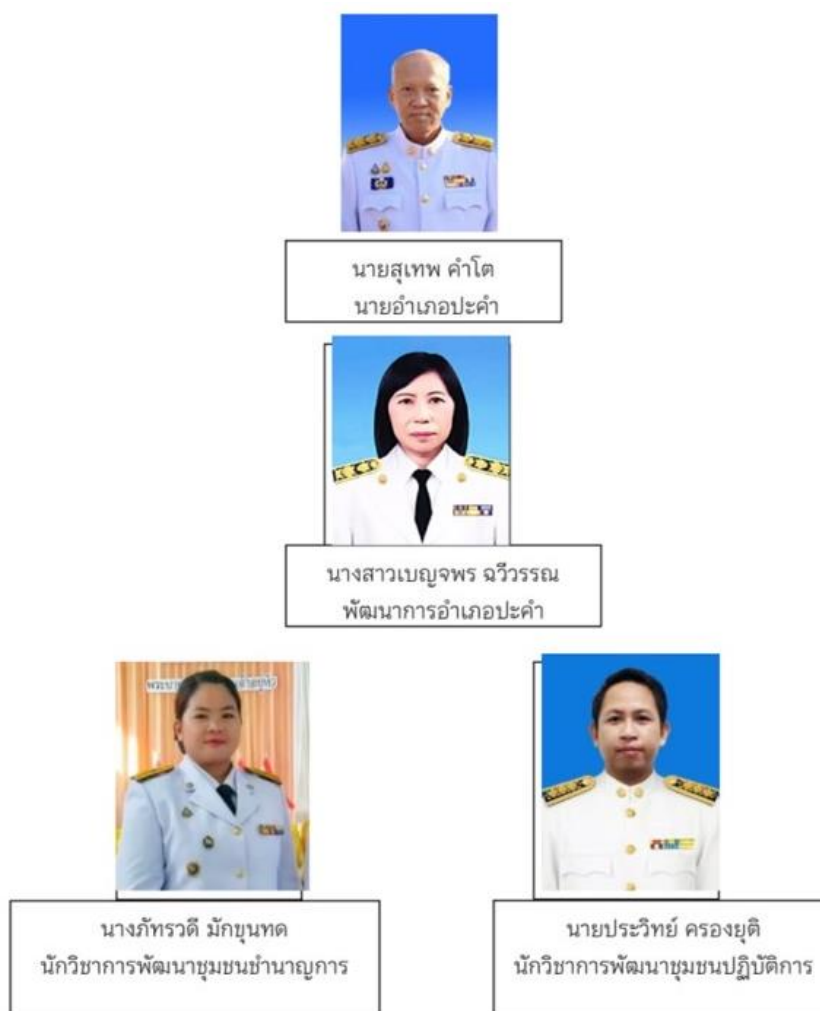 นายสุเทพ คำโต
นายอำเภอปะคำ
นางสาวเบญจพร ฉวีวรรณ
พัฒนาการอำเภอปะคำ
นางภัทรวดี มักขุนทด
นักวิชาการพัฒนาชุมชนชำนาญการ
นายประวิทย์ ครองยุติ
นักวิชาการพัฒนาชุมชนปฏิบัติการ